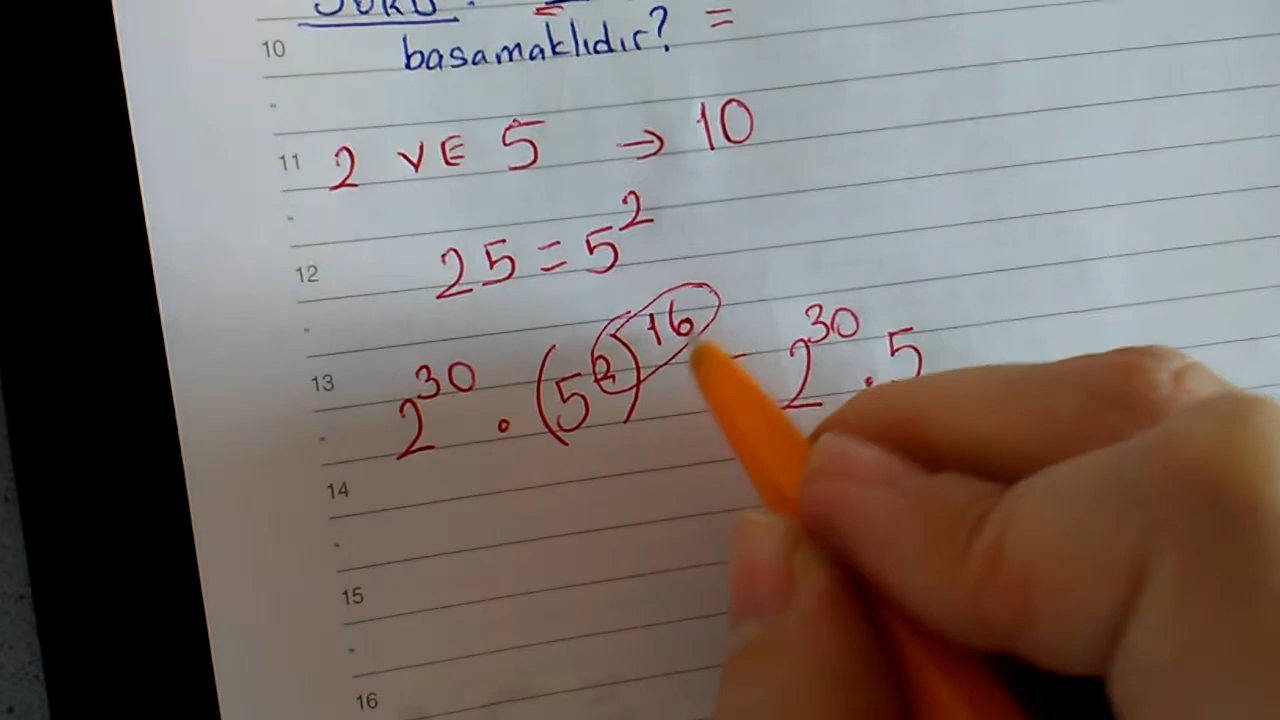 SORU :
10 basamaklıdır? =
11 2 VE 5 → 10
12 25 = 5²
13 2³⁰ . (5²)¹⁶ = 2³⁰ . 5
14
15
16